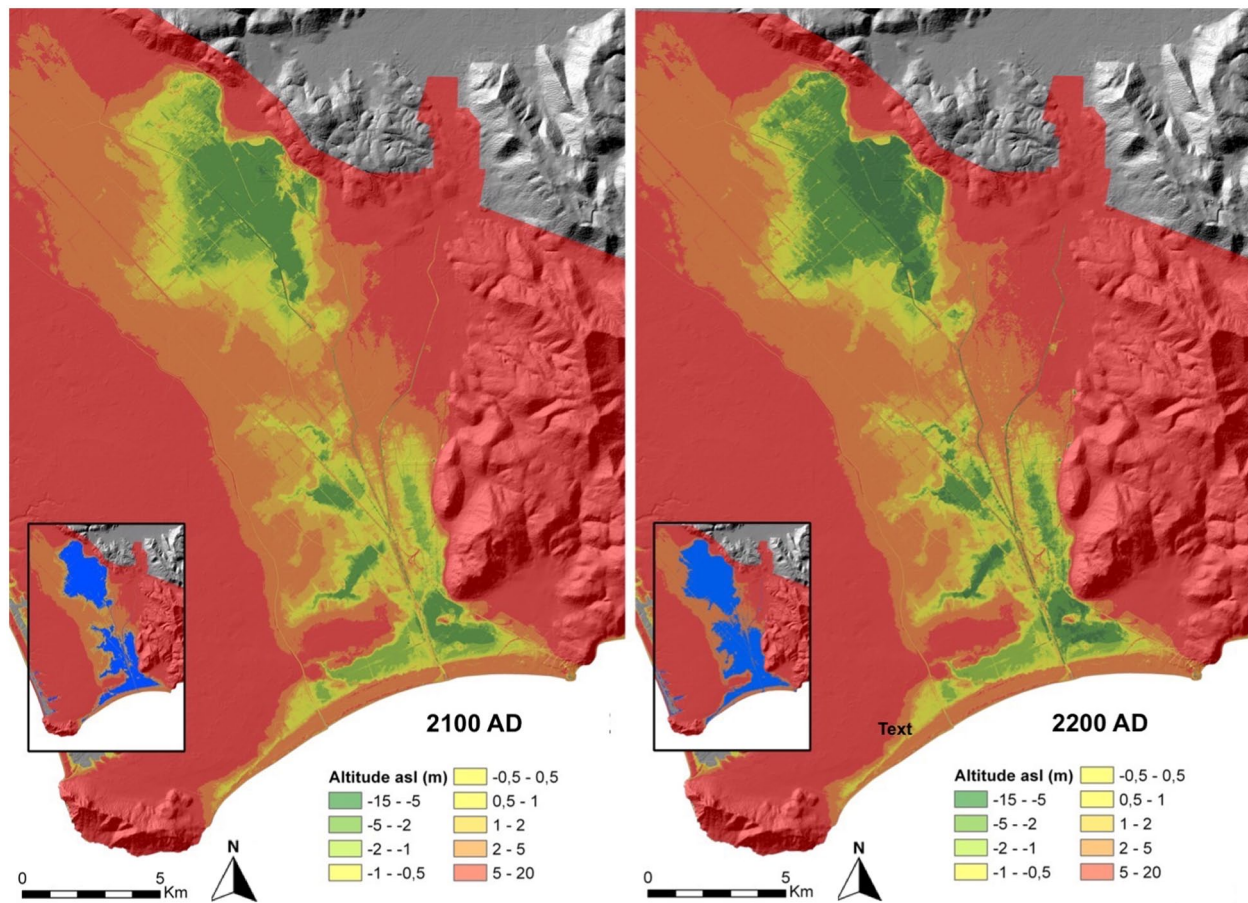 2100 AD
Altitude asl (m)
-15 - -5
-5 - -2
-2 - -1
-1 - -0,5
-0,5 - 0,5
0,5 - 1
1 - 2
2 - 5
5 - 20
N
0 5
Km
Text
2200 AD
Altitude asl (m)
-15 - -5
-5 - -2
-2 - -1
-1 - -0,5
-0,5 - 0,5
0,5 - 1
1 - 2
2 - 5
5 - 20
N
0 5
Km